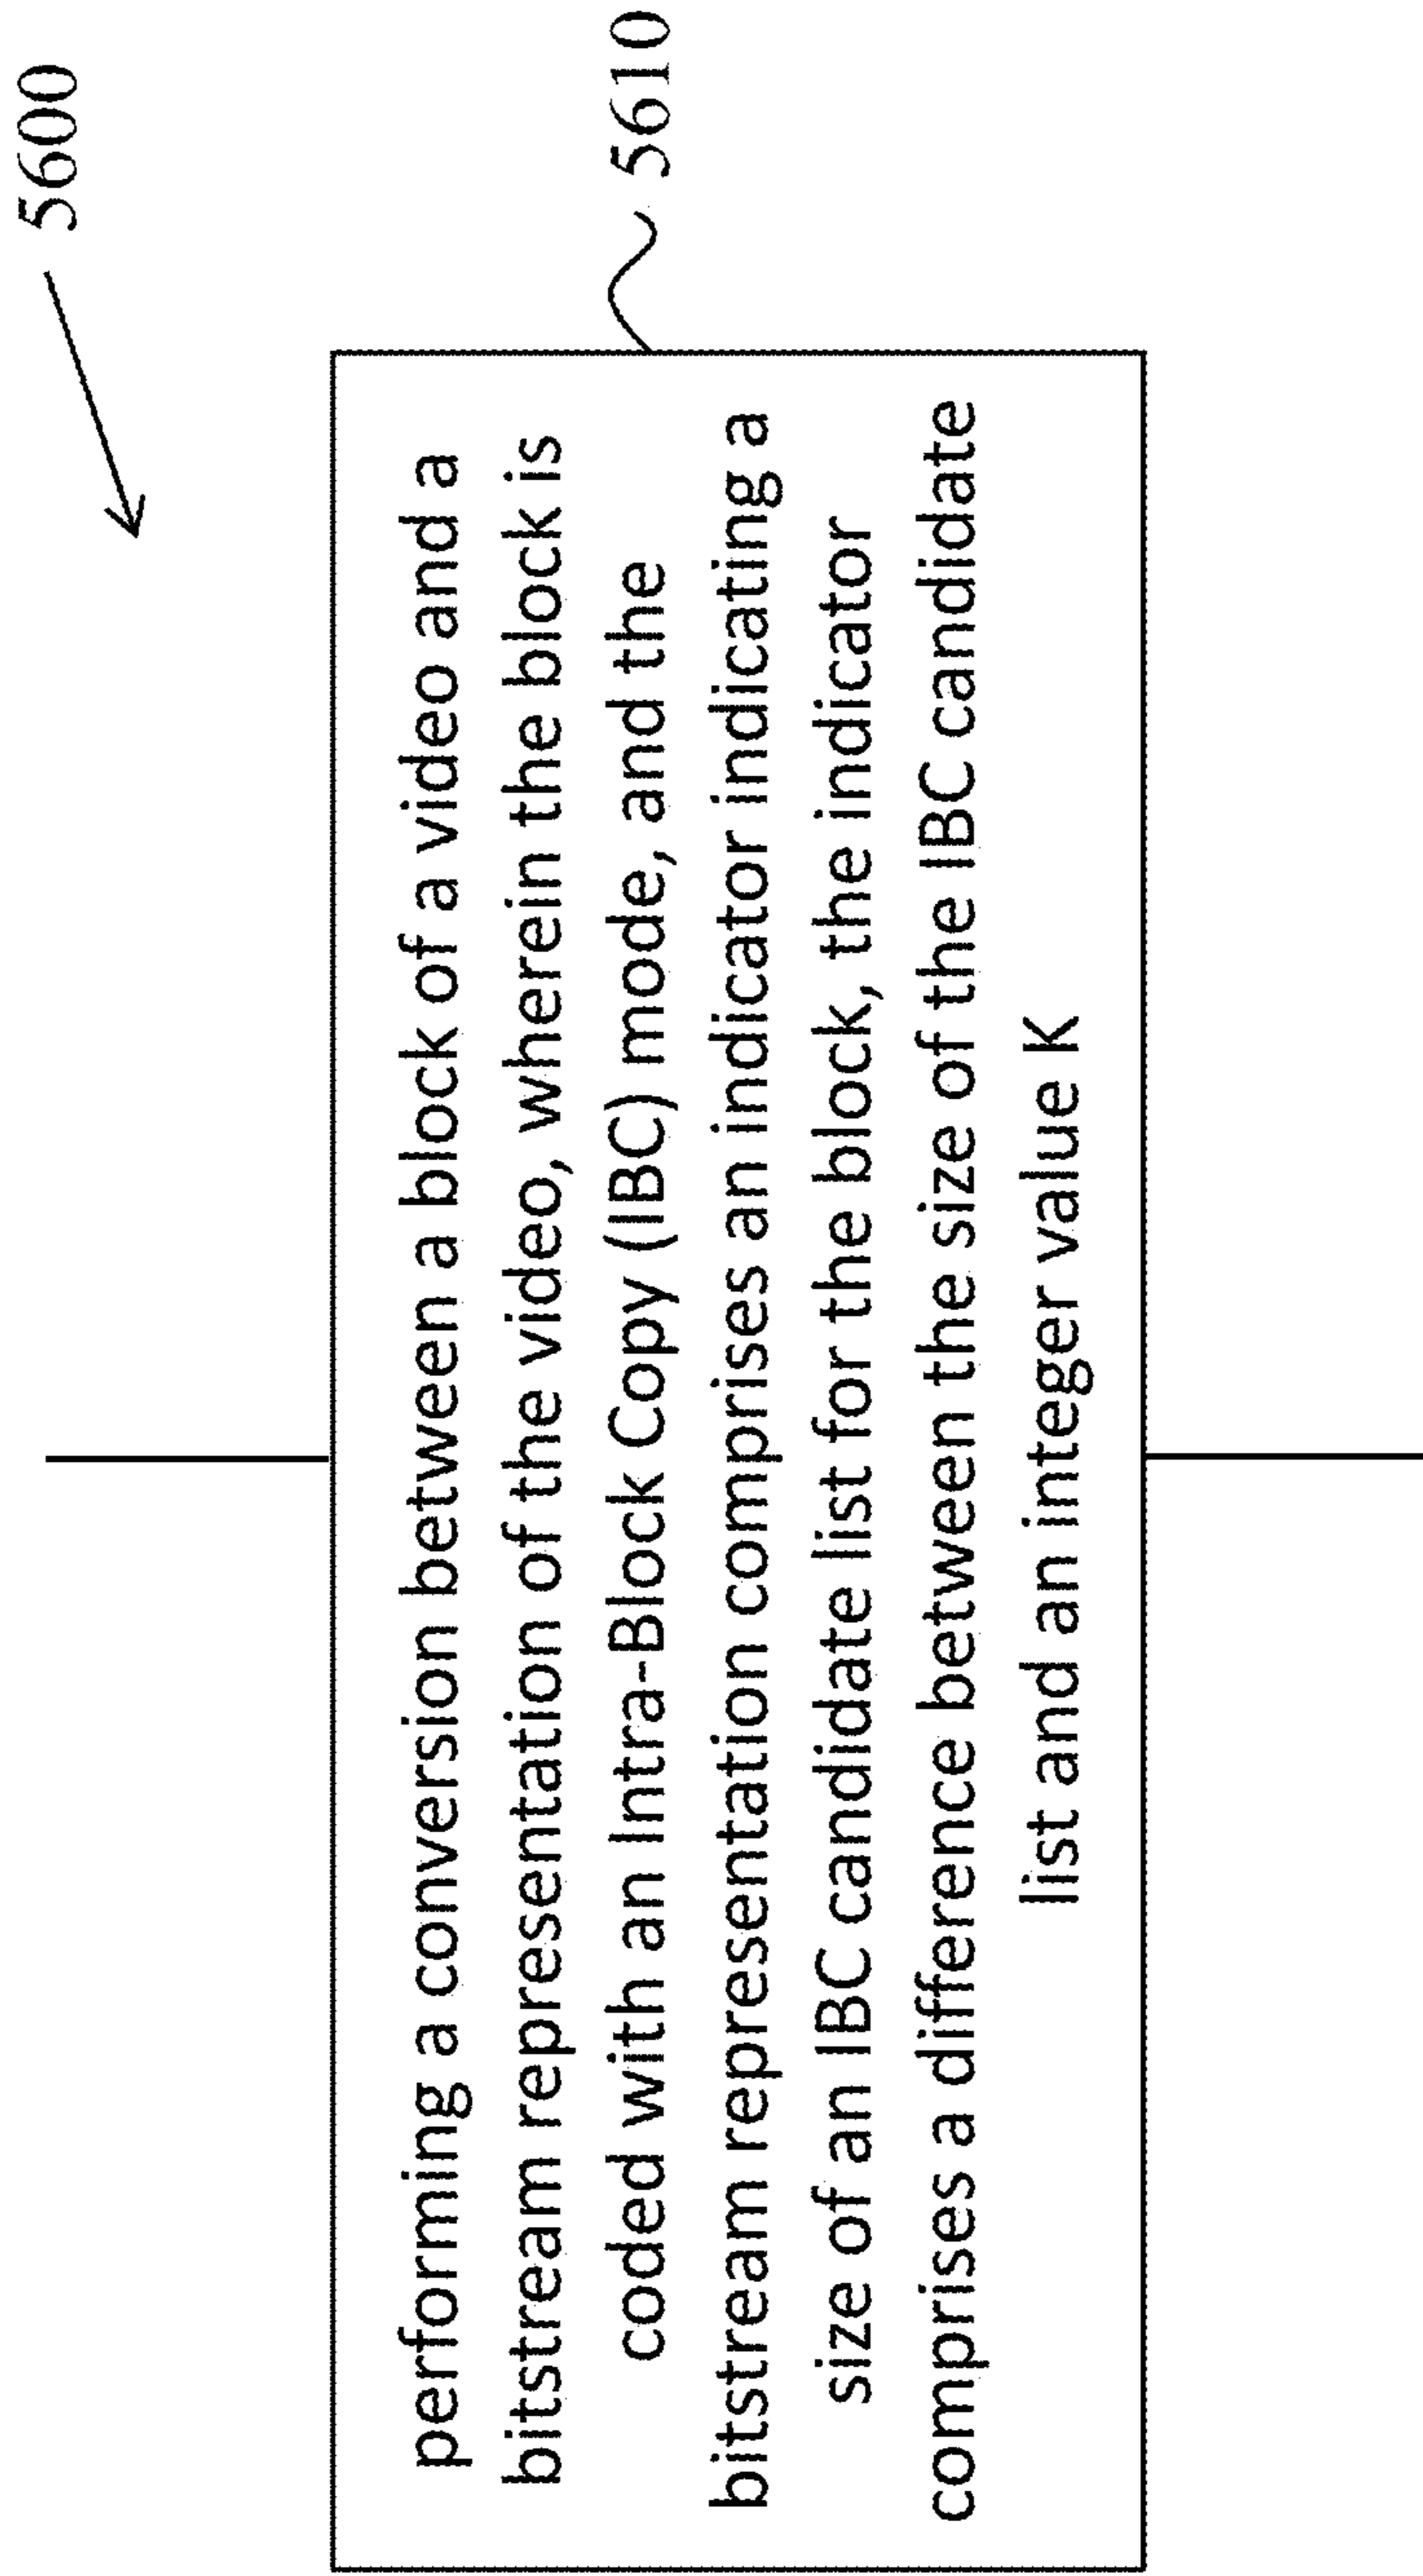 5600
5610
performing a conversion between a block of a video and a
bitstream representation of the video, wherein the block is
coded with an Intra-Block Copy (IBC) mode, and the
bitstream representation comprises an indicator indicating a
size of an IBC candidate list for the block, the indicator
comprises a difference between the size of the IBC candidate
list and an integer value K